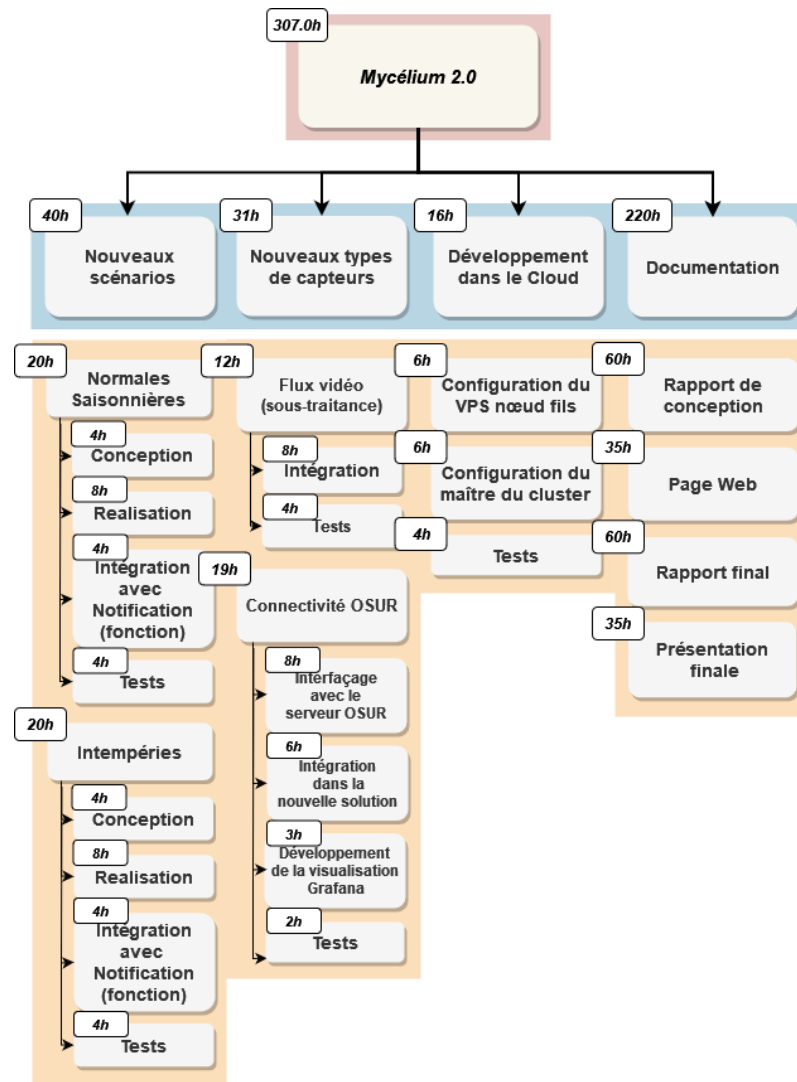 307.0h
Mycélium 2.0
40h
Nouveaux
scénarios
31h
Nouveaux types
de capteurs
16h
Développement
dans le Cloud
220h
Documentation
20h
Normales
Saisonnières
4h
Conception
8h
Realisation
4h
Intégration
avec
Notification
(fonction)
4h
Tests
20h
Intempéries
4h
Conception
8h
Realisation
4h
Intégration
avec
Notification
(fonction)
4h
Tests
12h
Flux vidéo
(sous-traitance)
8h
Intégration
4h
Tests
19h
Connectivité OSUR
8h
Interfaçage
avec le
serveur OSUR
6h
Intégration
dans la
nouvelle solution
3h
Développement
de la visualisation
Grafana
2h
Tests
6h
Configuration du
VPS nœud fils
6h
Configuration du
maître du cluster
4h
Tests
60h
Rapport de
conception
35h
Page Web
60h
Rapport final
35h
Présentation
finale